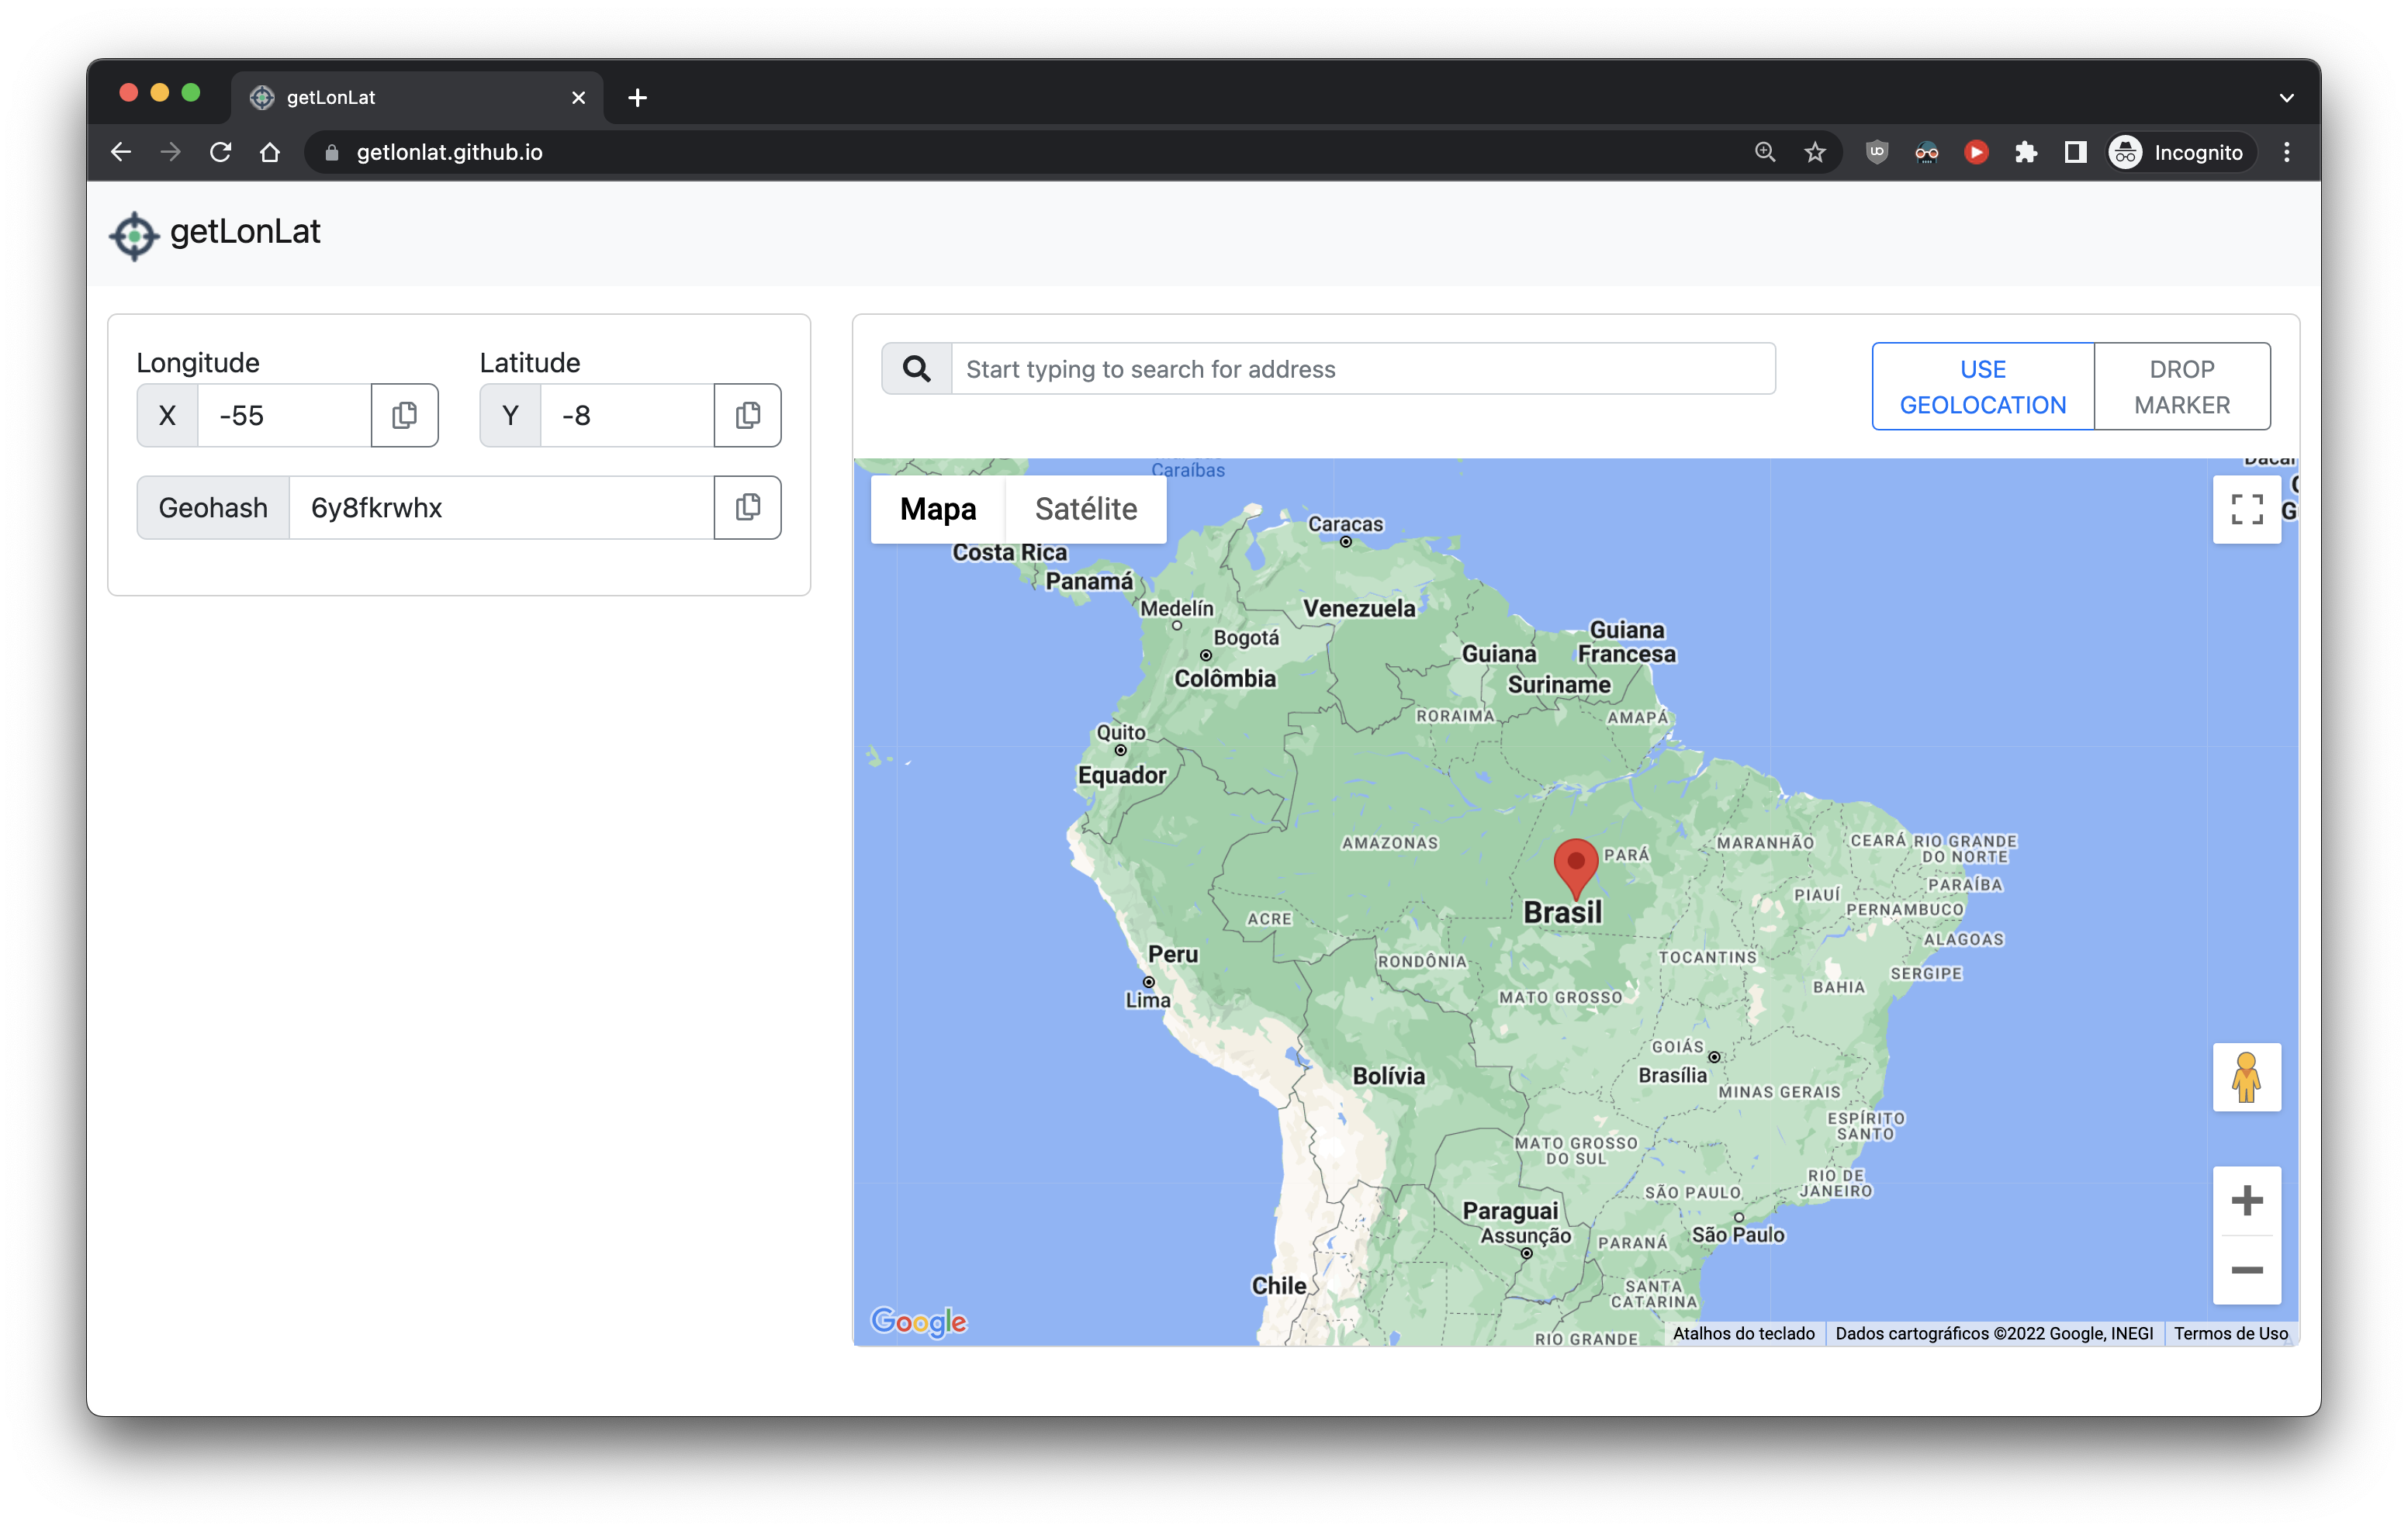 getLonLat
getlonlat.github.io
Incognito
getLonLat
Longitude
Latitude
X
-55
Y
-8
Geohash
6y8fkrwhx
Start typing to search for address
USE
GEOLOCATION
DROP
MARKER
Caraíbas
Mapa
Satélite
Caracas
Costa Rica
Panamá
Medelín
Venezuela
Bogotá
Guiana
Francesa
Guiana
Colômbia
Suriname
RORAIMA
AMAPÁ
Quito
Equador
AMAZONAS
PARÁ
MARANHÃO
CEARÁ
RIO GRANDE
DO NORTE
PARAÍBA
PIAUÍ
PERNAMBUCO
Brasil
ACRE
ALAGOAS
Peru
RONDÔNIA
TOCANTINS
SERGIPE
BAHIA
Lima
MATO GROSSO
GOIÁS
Brasília
Bolívia
MINAS GERAIS
ESPÍRITO
SANTO
MATO GROSSO
DO SUL
RIO DE
JANEIRO
SÃO PAULO
Paraguai
Assunção
PARANÁ
São Paulo
Chile
SANTA
CATARINA
Google
RIO GRANDE
Atalhos do teclado
Dados cartográficos ©2022 Google, INEGI
Termos de Uso